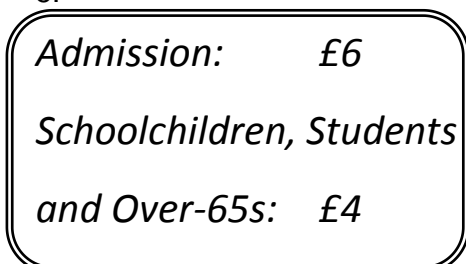 Admission: £6
Schoolchildren, Students
and Over-65s: £4